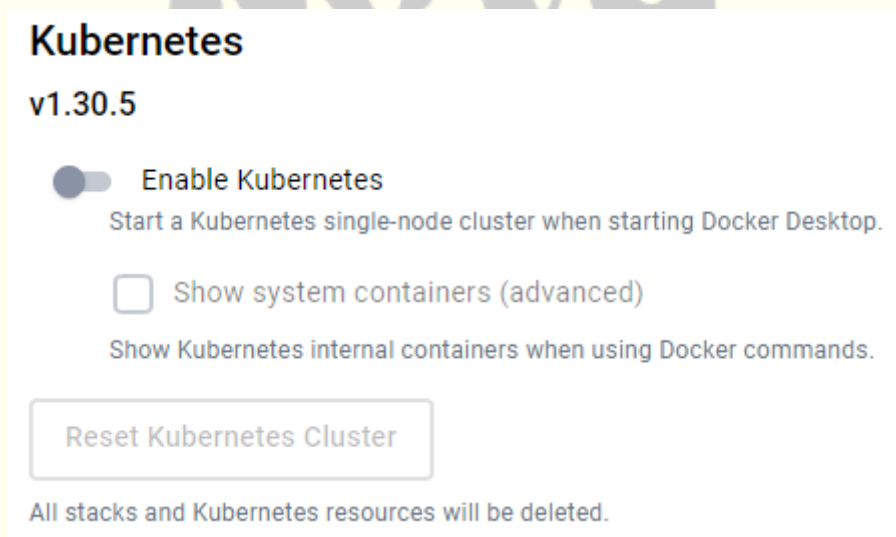 Kubernetes
v1.30.5
Enable Kubernetes
Start a Kubernetes single-node cluster when starting Docker Desktop.
Show system containers (advanced)
Show Kubernetes internal containers when using Docker commands.
Reset Kubernetes Cluster
All stacks and Kubernetes resources will be deleted.